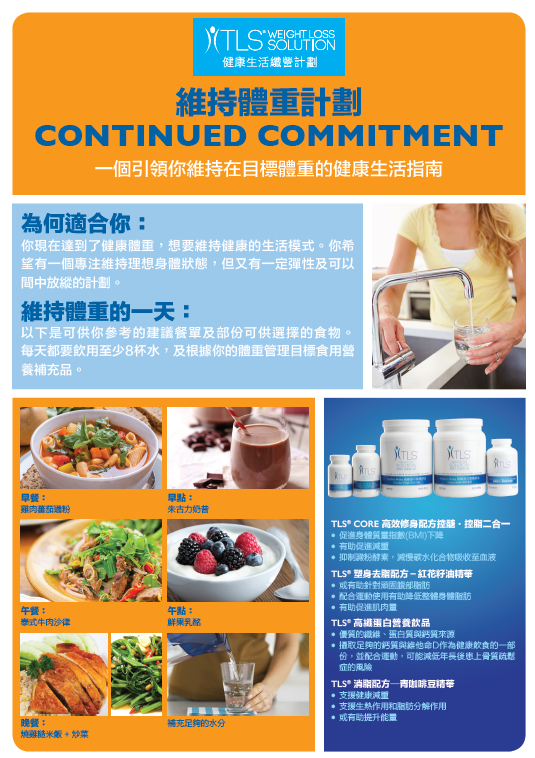 TLS® WEIGHT LOSS SOLUTION
健康生活纖營計劃
維持體重計劃
CONTINUED COMMITMENT
一個引領你維持在目標體重的健康生活指南
為何適合你：
你現在達到了健康體重，想要維持健康的生活模式。你希
望有一個專注維持理想身體狀態，但又有一定彈性及可以
間中放縱的計劃。
維持體重的一天：
以下是可供你參考的建議餐單及部份可供選擇的食物。
每天都要飲用至少8杯水，及根據你的體重管理目標食用營
養補充品。
早餐：
雞肉蕃茄通粉
早點：
朱古力奶昔
午餐：
泰式牛肉沙律
午點：
鮮果乳酪
晚餐：
燒雞糙米飯 + 炒菜
補充足夠的水分
TLS
TLS
TLS
TLS
TLS
TLS® CORE 高效修身配方控醣・控脂二合一
• 促進身體質量指數(BMI)下降
• 有助促進減重
• 抑制澱粉酵素，減慢碳水化合物吸收至血液
TLS® 塑身去脂配方 – 紅花籽油精華
• 或有助針對頑固腹部脂肪
• 配合運動使用有助降低整體身體脂肪
• 有助促進肌肉量
TLS® 高纖蛋白營養飲品
• 優質的纖維、蛋白質與鈣質來源
• 攝取足夠的鈣質與維他命D作為健康飲食的一部
份，並配合運動，可能減低年長後患上骨質疏鬆
症的風險
TLS® 消脂配方 – 青咖啡豆精華
• 支援健康減重
• 支援生熱作用和脂肪分解作用
• 或有助提升能量